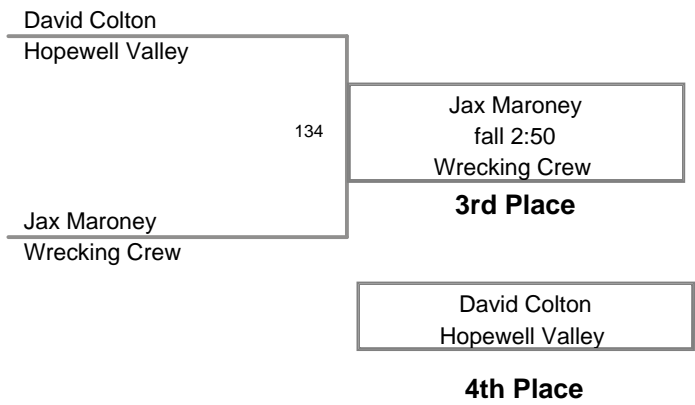 David Colton
Hopewell Valley
134
Jax Maroney
fall 2:50
Wrecking Crew
3rd Place
Jax Maroney
Wrecking Crew
David Colton
Hopewell Valley
4th Place